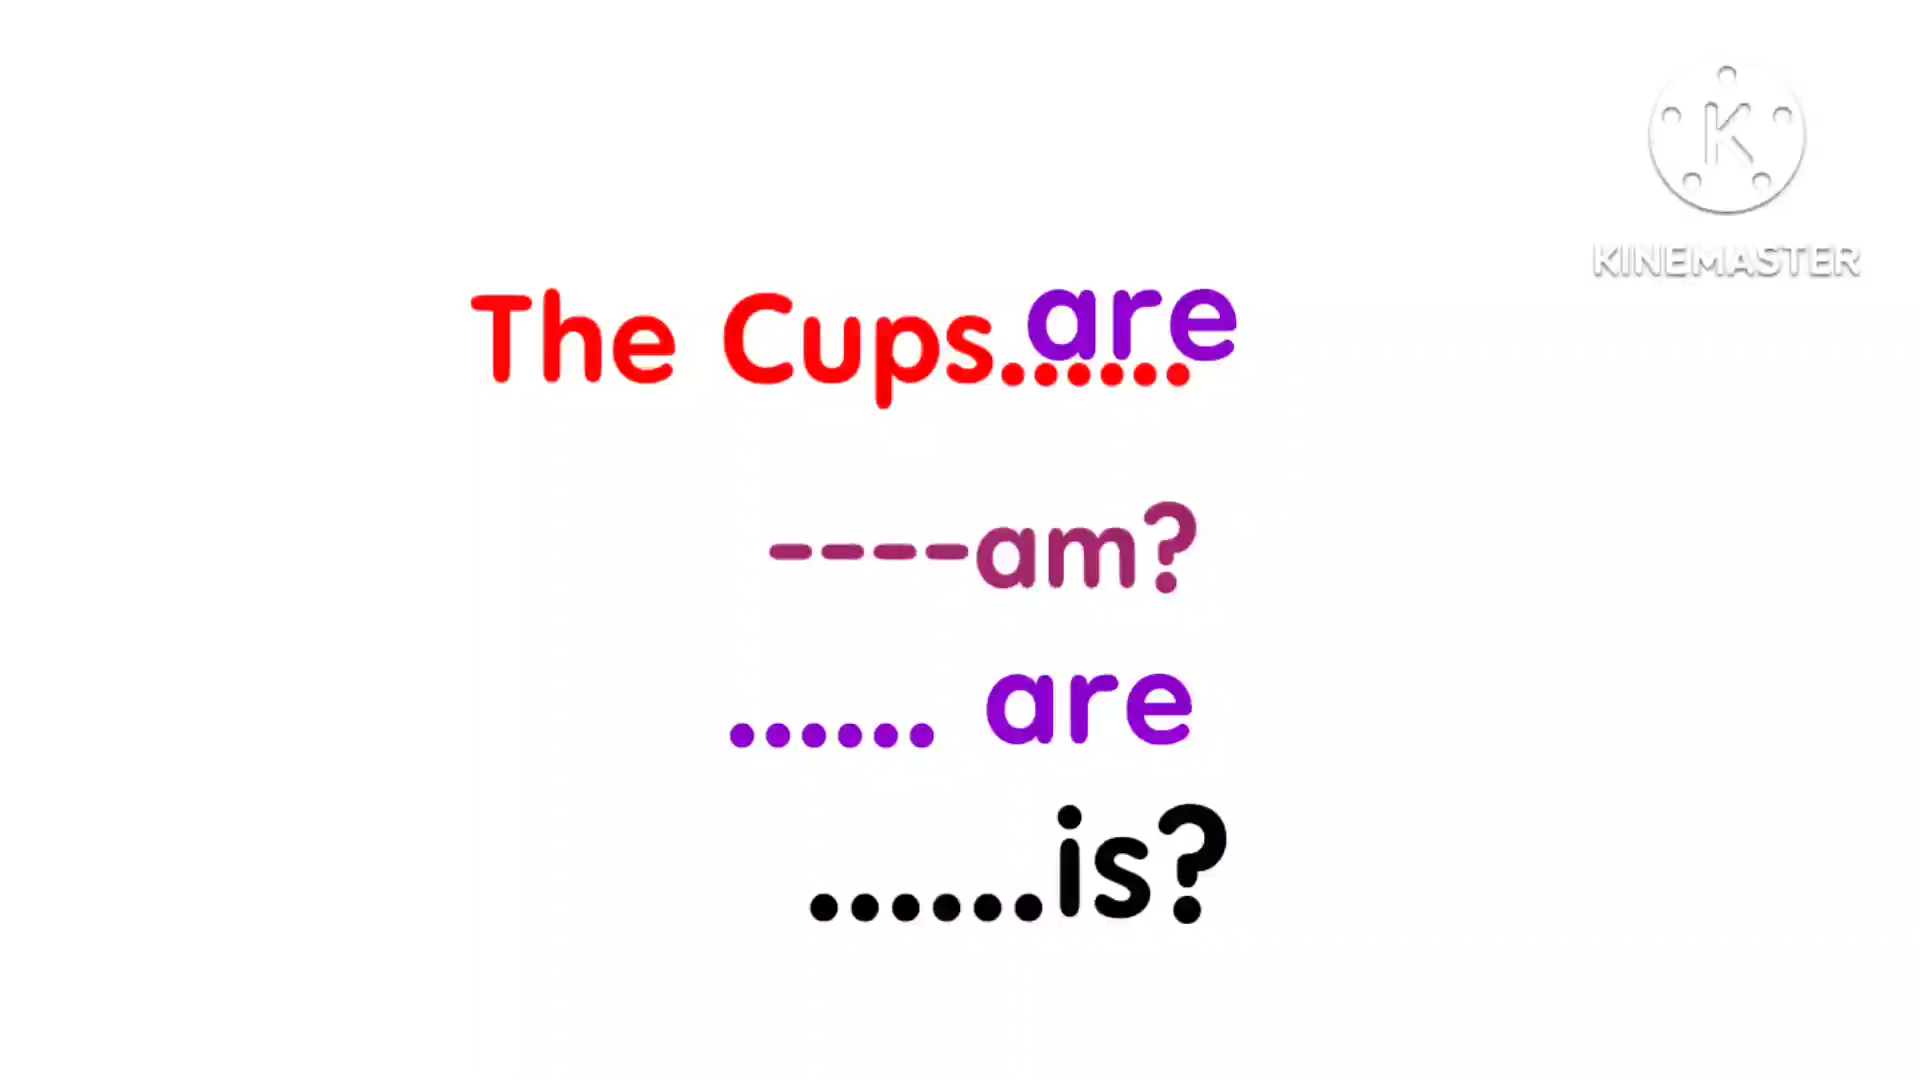 K
KINEMASTER
The Cups......are
----am?
...... are
......is?